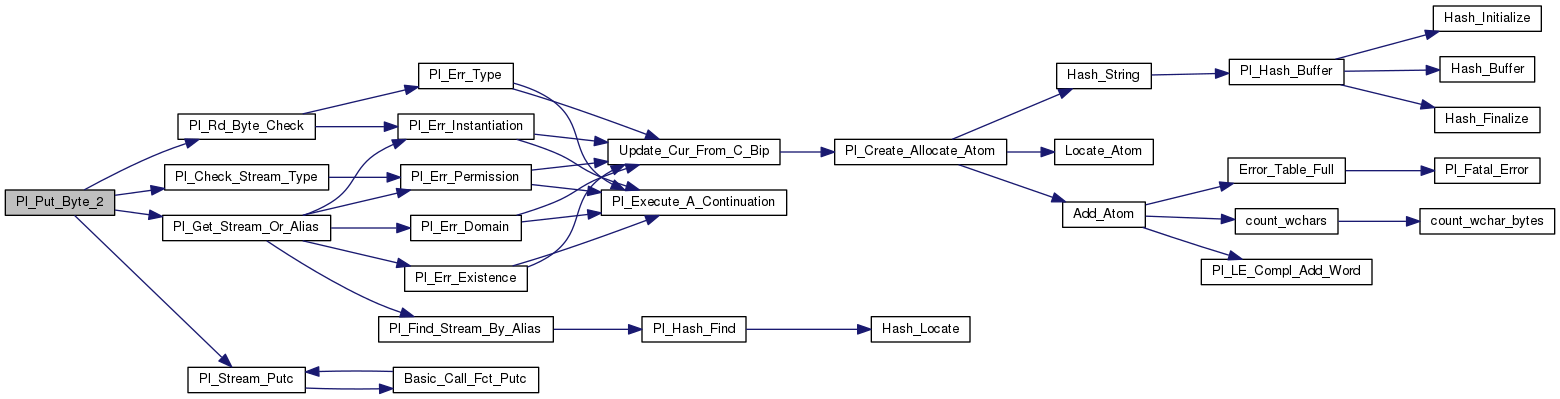 Pl_Put_Byte_2
Pl_Rd_Byte_Check
Pl_Check_Stream_Type
Pl_Get_Stream_Or_Alias
Pl_Stream_Putc
Pl_Err_Type
Pl_Err_Instantiation
Pl_Err_Permission
Pl_Err_Domain
Pl_Err_Existence
Pl_Find_Stream_By_Alias
Basic_Call_Fct_Putc
Update_Cur_From_C_Bip
Pl_Execute_A_Continuation
Pl_Hash_Find
Pl_Create_Allocate_Atom
Hash_Locate
Hash_String
Locate_Atom
Add_Atom
Pl_Hash_Buffer
Error_Table_Full
count_wchars
Pl_LE_Compl_Add_Word
Hash_Initialize
Hash_Buffer
Hash_Finalize
Pl_Fatal_Error
count_wchar_bytes